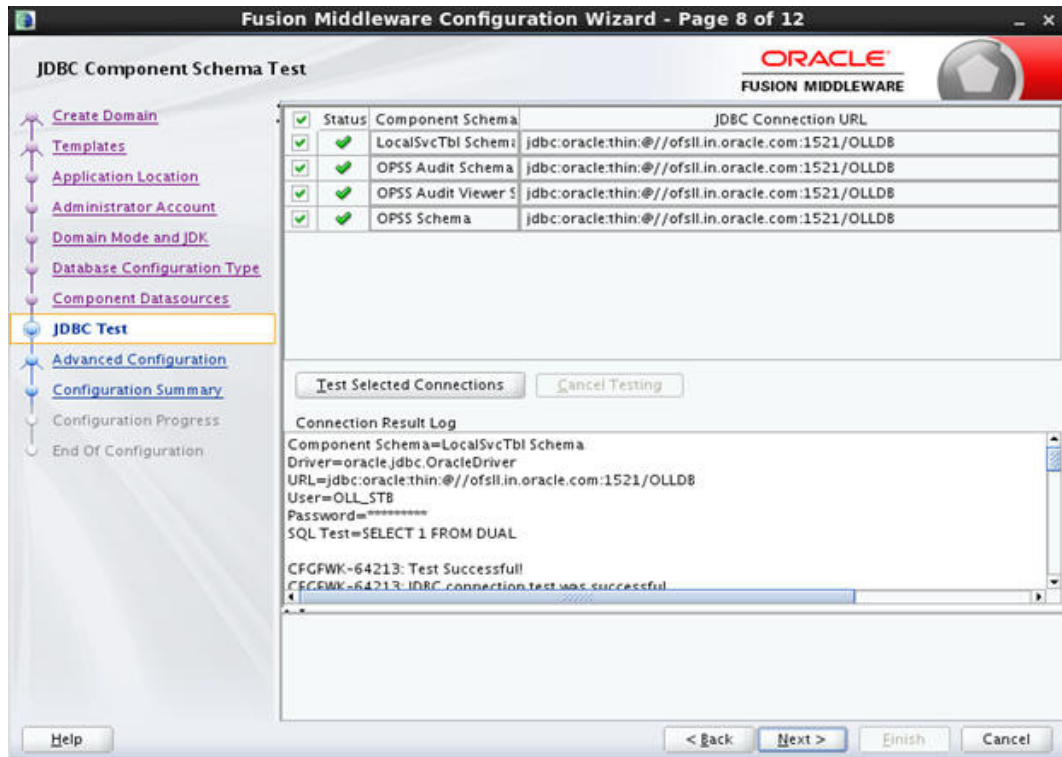 Fusion Middleware Configuration Wizard - Page 8 of 12
JDBC Component Schema Test
ORACLE
FUSION MIDDLEWARE
Create Domain
Templates
Application Location
Administrator Account
Domain Mode and JDK
Database Configuration Type
Component Datasources
JDBC Test
Advanced Configuration
Configuration Summary
Configuration Progress
End Of Configuration
Status Component Schema JDBC Connection URL
LocalSvcTbl Schema jdbc:oracle:thin:@//ofsll.in.oracle.com:1521/OLLDB
OPSS Audit Schema jdbc:oracle:thin:@//ofsll.in.oracle.com:1521/OLLDB
OPSS Audit Viewer S jdbc:oracle:thin:@//ofsll.in.oracle.com:1521/OLLDB
OPSS Schema jdbc:oracle:thin:@//ofsll.in.oracle.com:1521/OLLDB
Test Selected Connections Cancel Testing
Connection Result Log
Component Schema=LocalSvcTbl Schema
Driver=oracle.jdbc.OracleDriver
URL=jdbc:oracle:thin:@//ofsll.in.oracle.com:1521/OLLDB
User=OLL_STB
Password=*********
SQL Test=SELECT 1 FROM DUAL
CFGFWK-64213: Test Successful!
CFGFWK-64213: JDBC connection test was successful
Help < Back Next > Finish Cancel